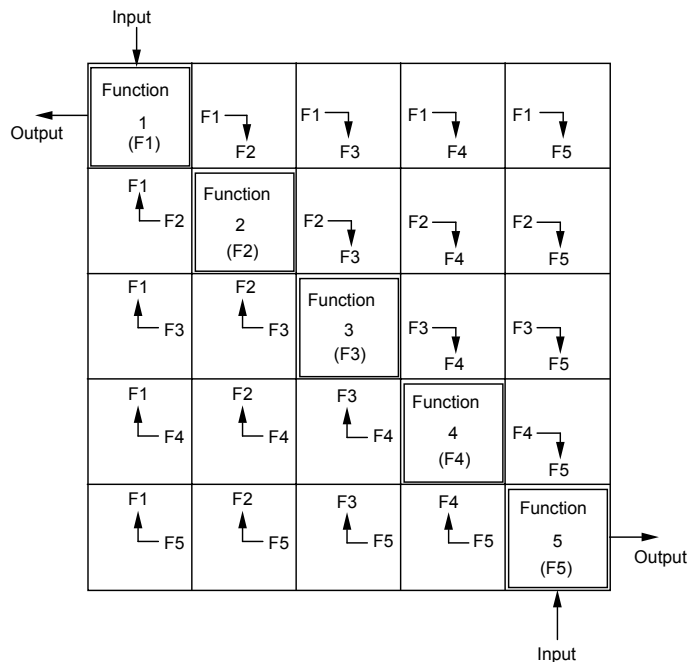 Input
Function
1
(F1)
Output
F1
F2
F1
F3
F1
F4
F1
F5
F1
F2
Function
2
(F2)
F2
F3
F2
F4
F2
F5
F1
F3
F2
F3
Function
3
(F3)
F3
F4
F3
F5
F1
F4
F2
F4
F3
F4
Function
4
(F4)
F4
F5
F1
F5
F2
F5
F3
F5
F4
F5
Function
5
(F5)
Output
Input